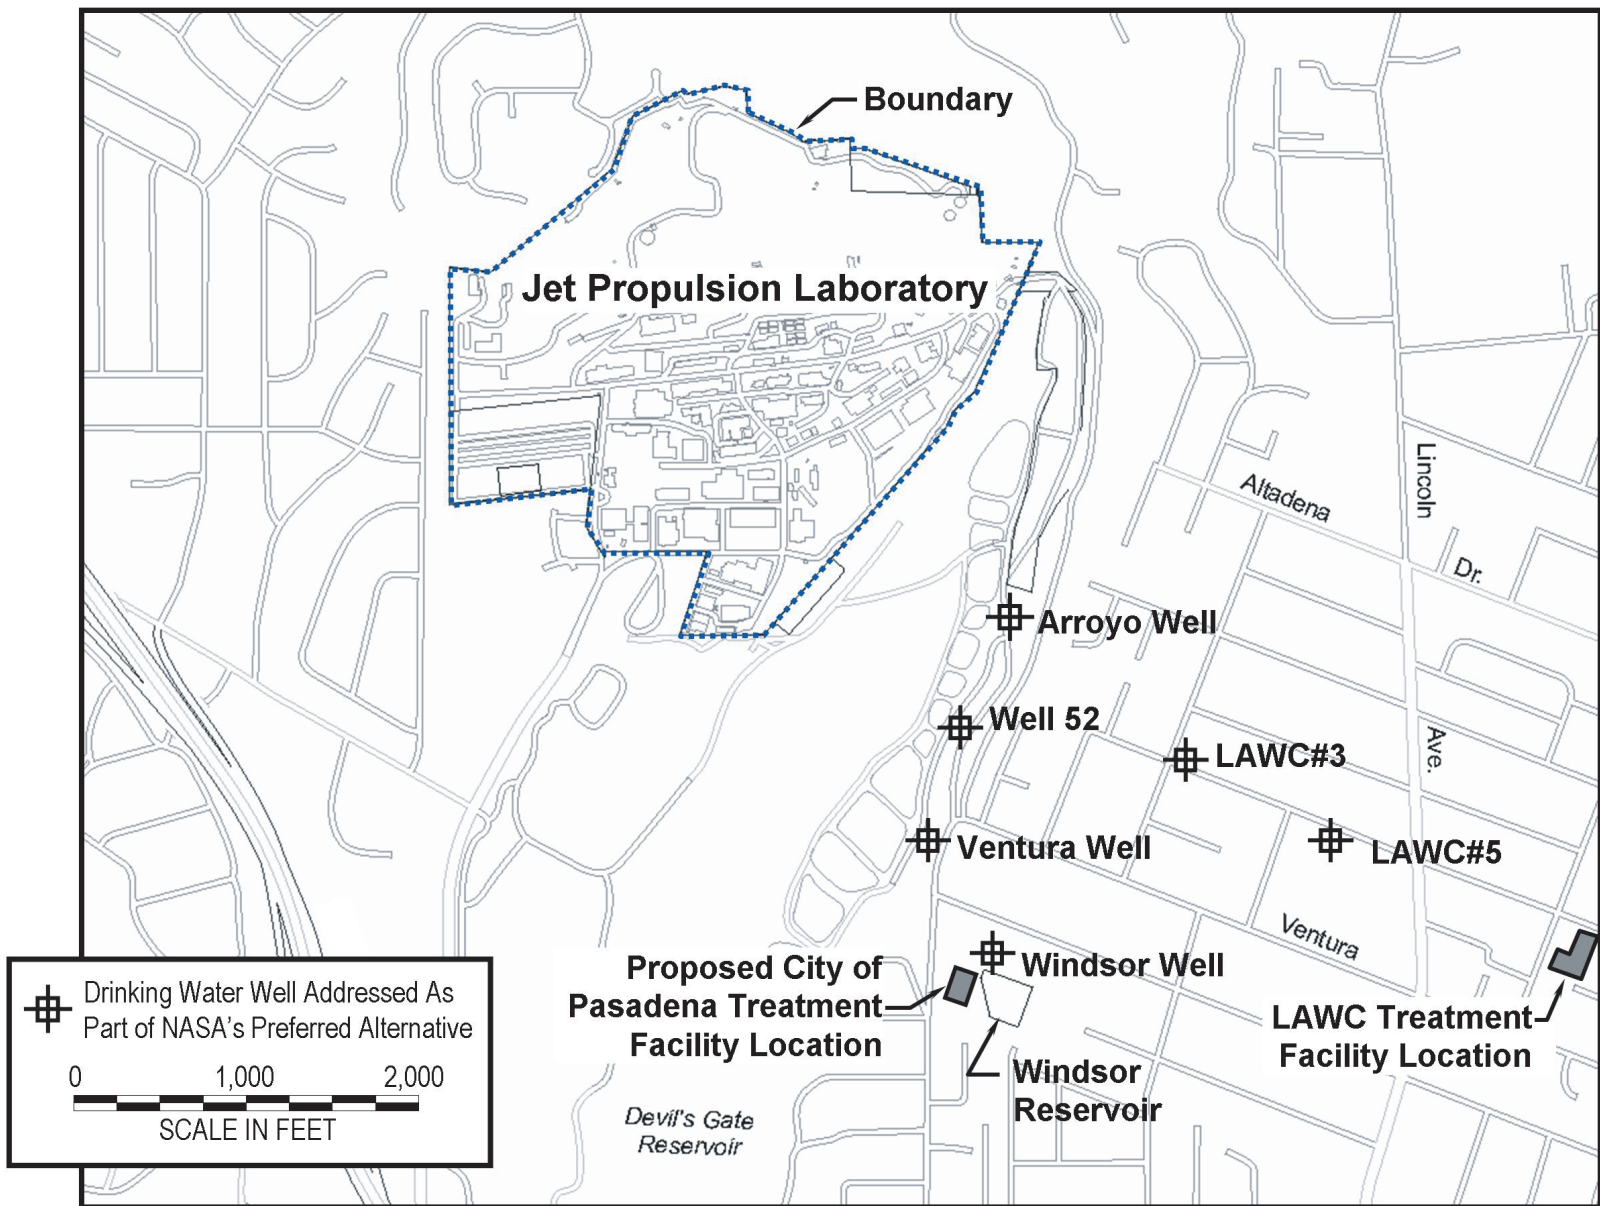 Boundary
Jet Propulsion Laboratory
Lincoln
Ave.
Altadena
Dr.
Arroyo Well
Well 52
LAWC#3
Ventura Well
LAWC#5
Ventura
Windsor Well
Proposed City of
Pasadena Treatment
Facility Location
LAWC Treatment
Facility Location
Windsor
Reservoir
Devil's Gate
Reservoir
Drinking Water Well Addressed As
Part of NASA's Preferred Alternative
0 1,000 2,000
SCALE IN FEET